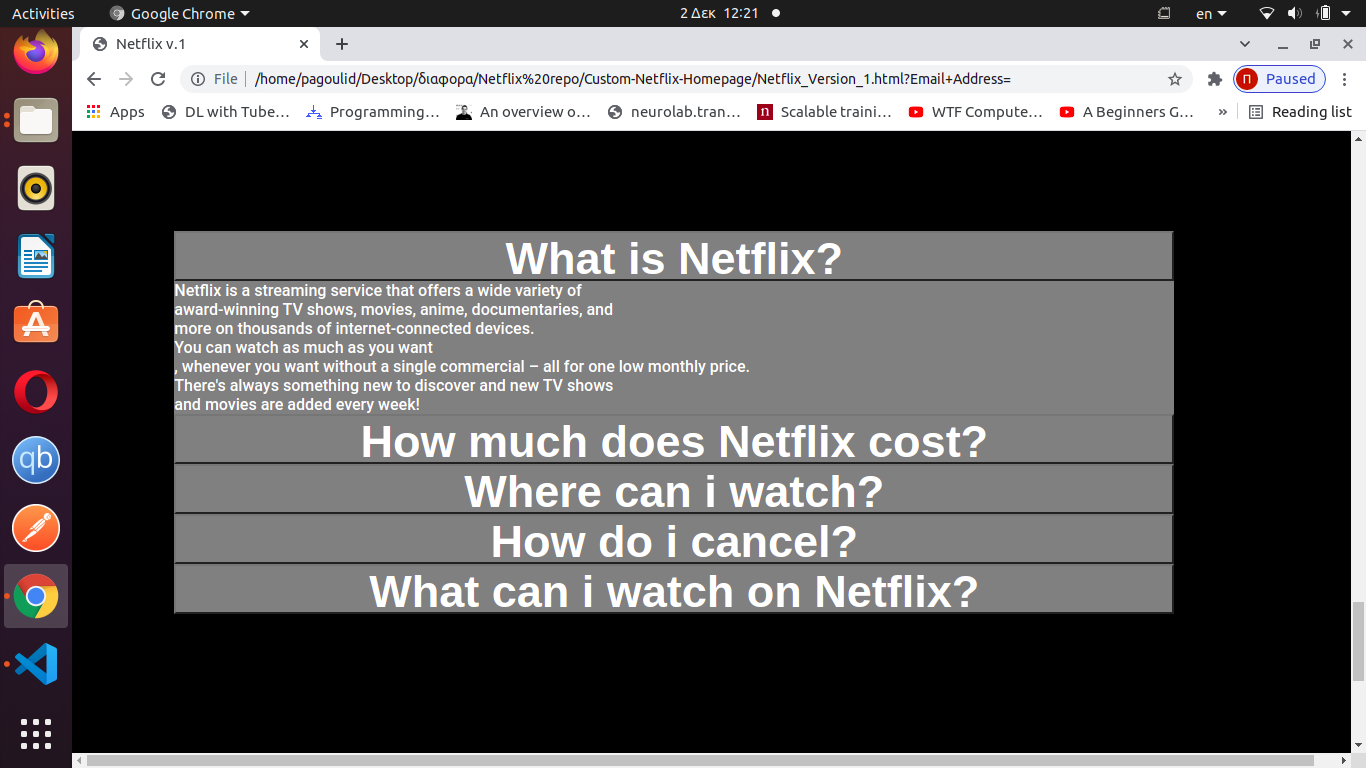 Activities
Google Chrome
2 Δεκ 12:21
en
Netflix v.1
File
/home/pagoulid/Desktop/διαφορα/Netflix%20repo/Custom-Netflix-Homepage/Netflix_Version_1.html?Email+Address=
Π
Paused
Apps
DL with Tube…
Programming…
An overview o…
neurolab.tran…
n
Scalable traini…
WTF Compute…
A Beginners G…
»
Reading list
What is Netflix?
Netflix is a streaming service that offers a wide variety of
award-winning TV shows, movies, anime, documentaries, and
more on thousands of internet-connected devices.
You can watch as much as you want
, whenever you want without a single commercial – all for one low monthly price.
There's always something new to discover and new TV shows
and movies are added every week!
How much does Netflix cost?
Where can i watch?
How do i cancel?
What can i watch on Netflix?
qb